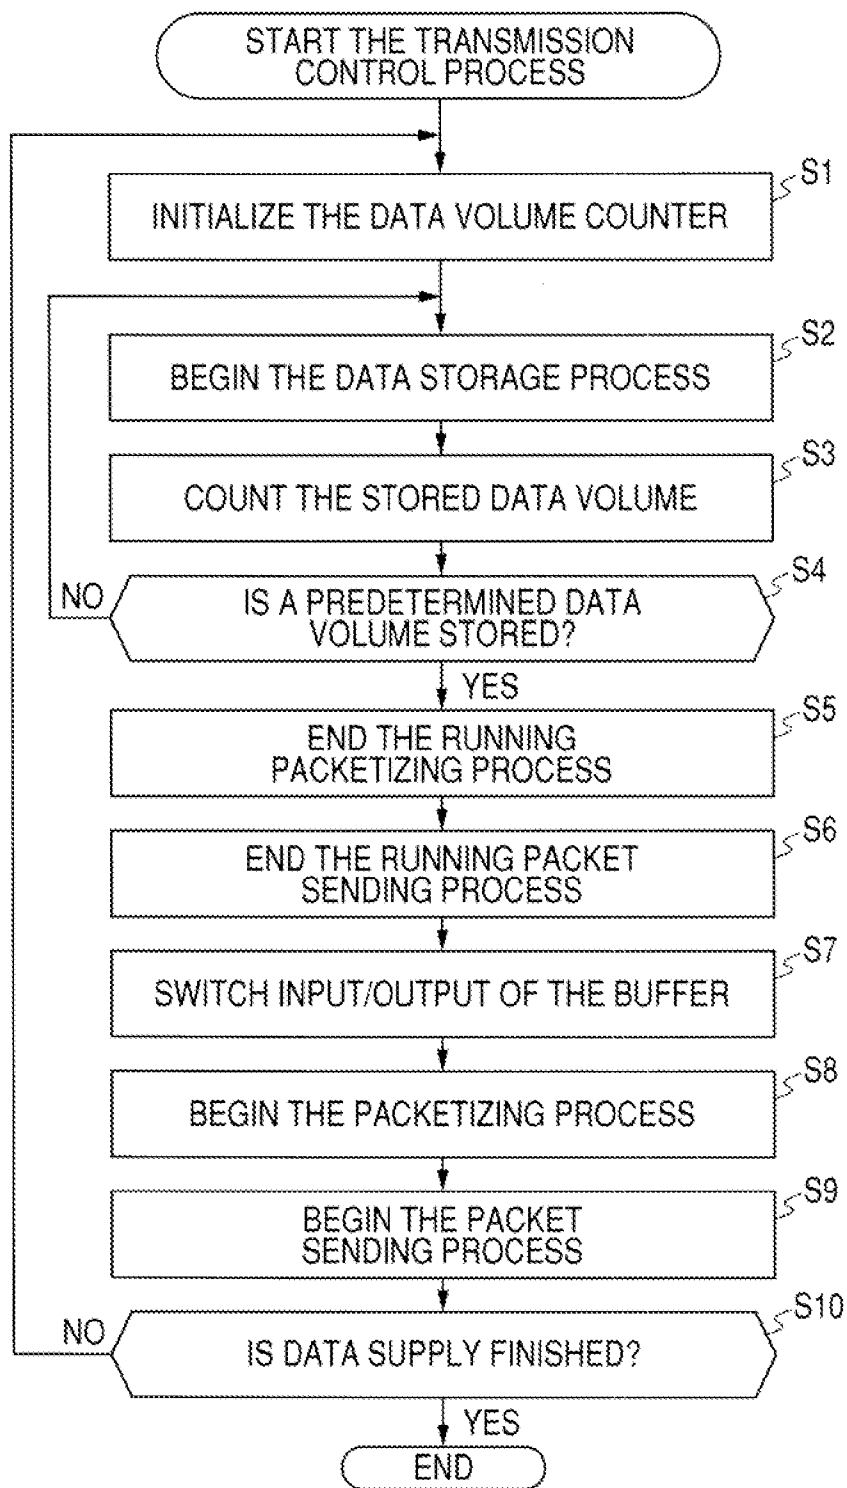 START THE TRANSMISSION
CONTROL PROCESS
S1
INITIALIZE THE DATA VOLUME COUNTER
S2
BEGIN THE DATA STORAGE PROCESS
S3
COUNT THE STORED DATA VOLUME
S4
NO
IS A PREDETERMINED DATA
VOLUME STORED?
YES
S5
END THE RUNNING
PACKETIZING PROCESS
S6
END THE RUNNING PACKET
SENDING PROCESS
S7
SWITCH INPUT/OUTPUT OF THE BUFFER
S8
BEGIN THE PACKETIZING PROCESS
S9
BEGIN THE PACKET
SENDING PROCESS
S10
NO
IS DATA SUPPLY FINISHED?
YES
END